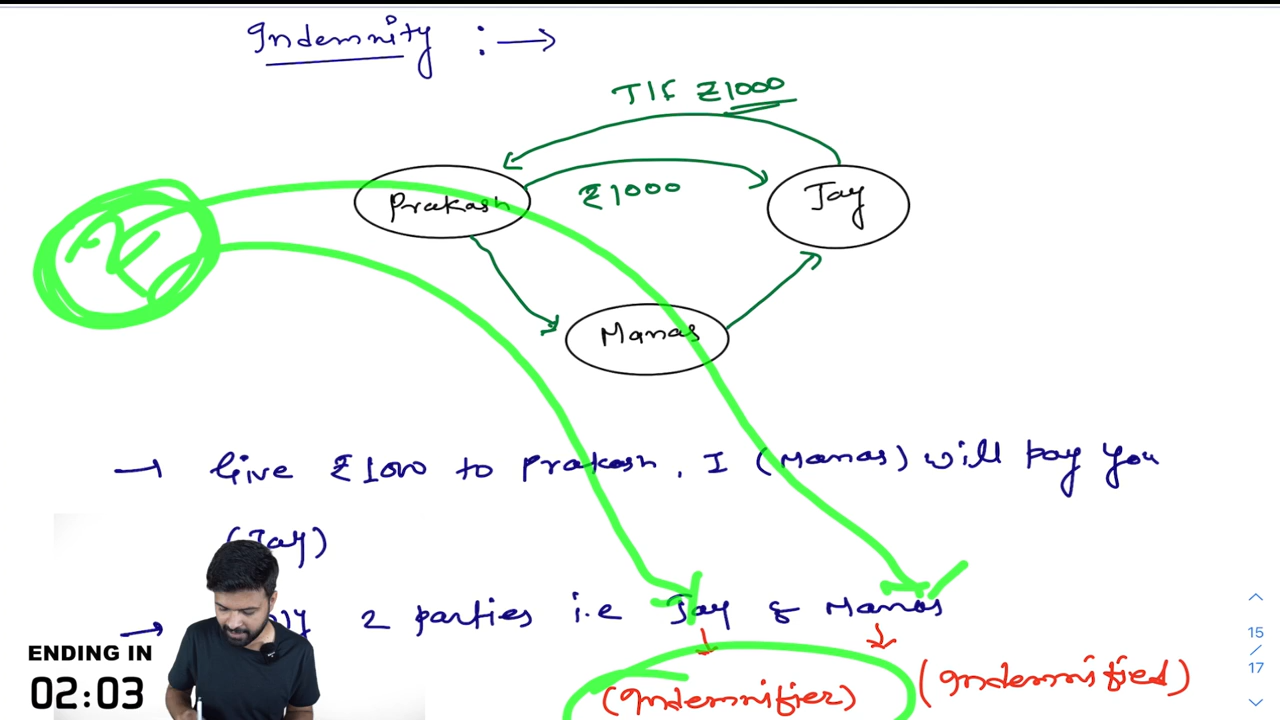 Indemnity :→
TIF ₹1000
₹1000
Prakash
Jay
Manas
→ Give ₹1000 to Prakash, I (Manas) will pay you
(Jay)
→ 2 parties i.e Jay & Manas
(Indemnifier) (Indemnified)
ENDING IN
02:03
15
/
17